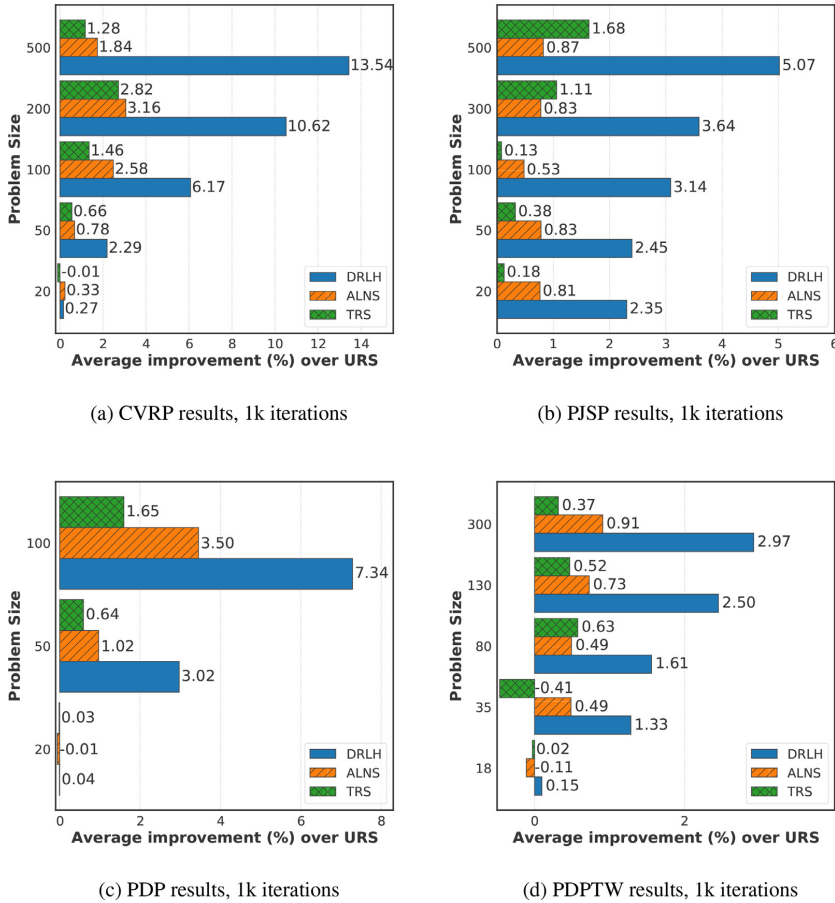 1.28
500
1.84
13.54
2.82
200
3.16
10.62
1.46
100
2.58
6.17
0.66
50
0.78
2.29
-0.01
20
0.33
0.27
Problem Size
DRLH
ALNS
TRS
0 2 4 6 8 10 12 14
Average improvement (%) over URS
(a) CVRP results, 1k iterations
1.68
500
0.87
5.07
1.11
300
0.83
3.64
0.13
100
0.53
3.14
0.38
50
0.83
2.45
0.18
20
0.81
2.35
Problem Size
DRLH
ALNS
TRS
0 1 2 3 4 5 6
Average improvement (%) over URS
(b) PJSP results, 1k iterations
1.65
100
3.50
7.34
0.64
50
1.02
3.02
0.03
20
-0.01
0.04
Problem Size
DRLH
ALNS
TRS
0 2 4 6 8
Average improvement (%) over URS
(c) PDP results, 1k iterations
0.37
300
0.91
2.97
0.52
130
0.73
2.50
0.63
80
0.49
1.61
-0.41
35
0.49
1.33
0.02
18
-0.11
0.15
Problem Size
DRLH
ALNS
TRS
0 2
Average improvement (%) over URS
(d) PDPTW results, 1k iterations